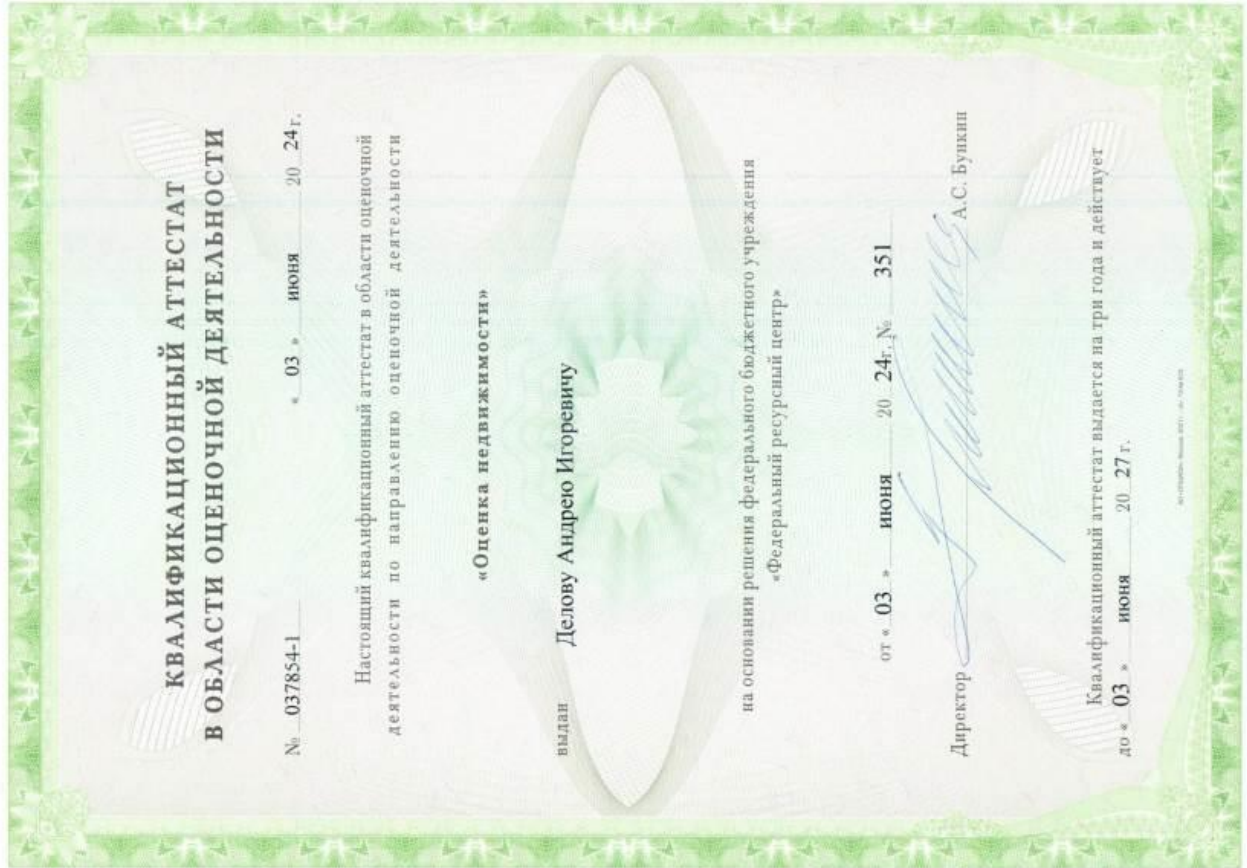 КВАЛИФИКАЦИОННЫЙ АТТЕСТАТ
В ОБЛАСТИ ОЦЕНОЧНОЙ ДЕЯТЕЛЬНОСТИ
№ 037854-1 « 03 » июня 20 24 г.
Настоящий квалификационный аттестат в области оценочной
деятельности по направлению оценочной деятельности
«Оценка недвижимости»
выдан Делову Андрею Игоревичу
на основании решения федерального бюджетного учреждения
«Федеральный ресурсный центр»
от « 03 » июня 20 24г. № 351
Директор А.С. Бункин
Квалификационный аттестат выдается на три года и действует
до « 03 » июня 20 27 г.